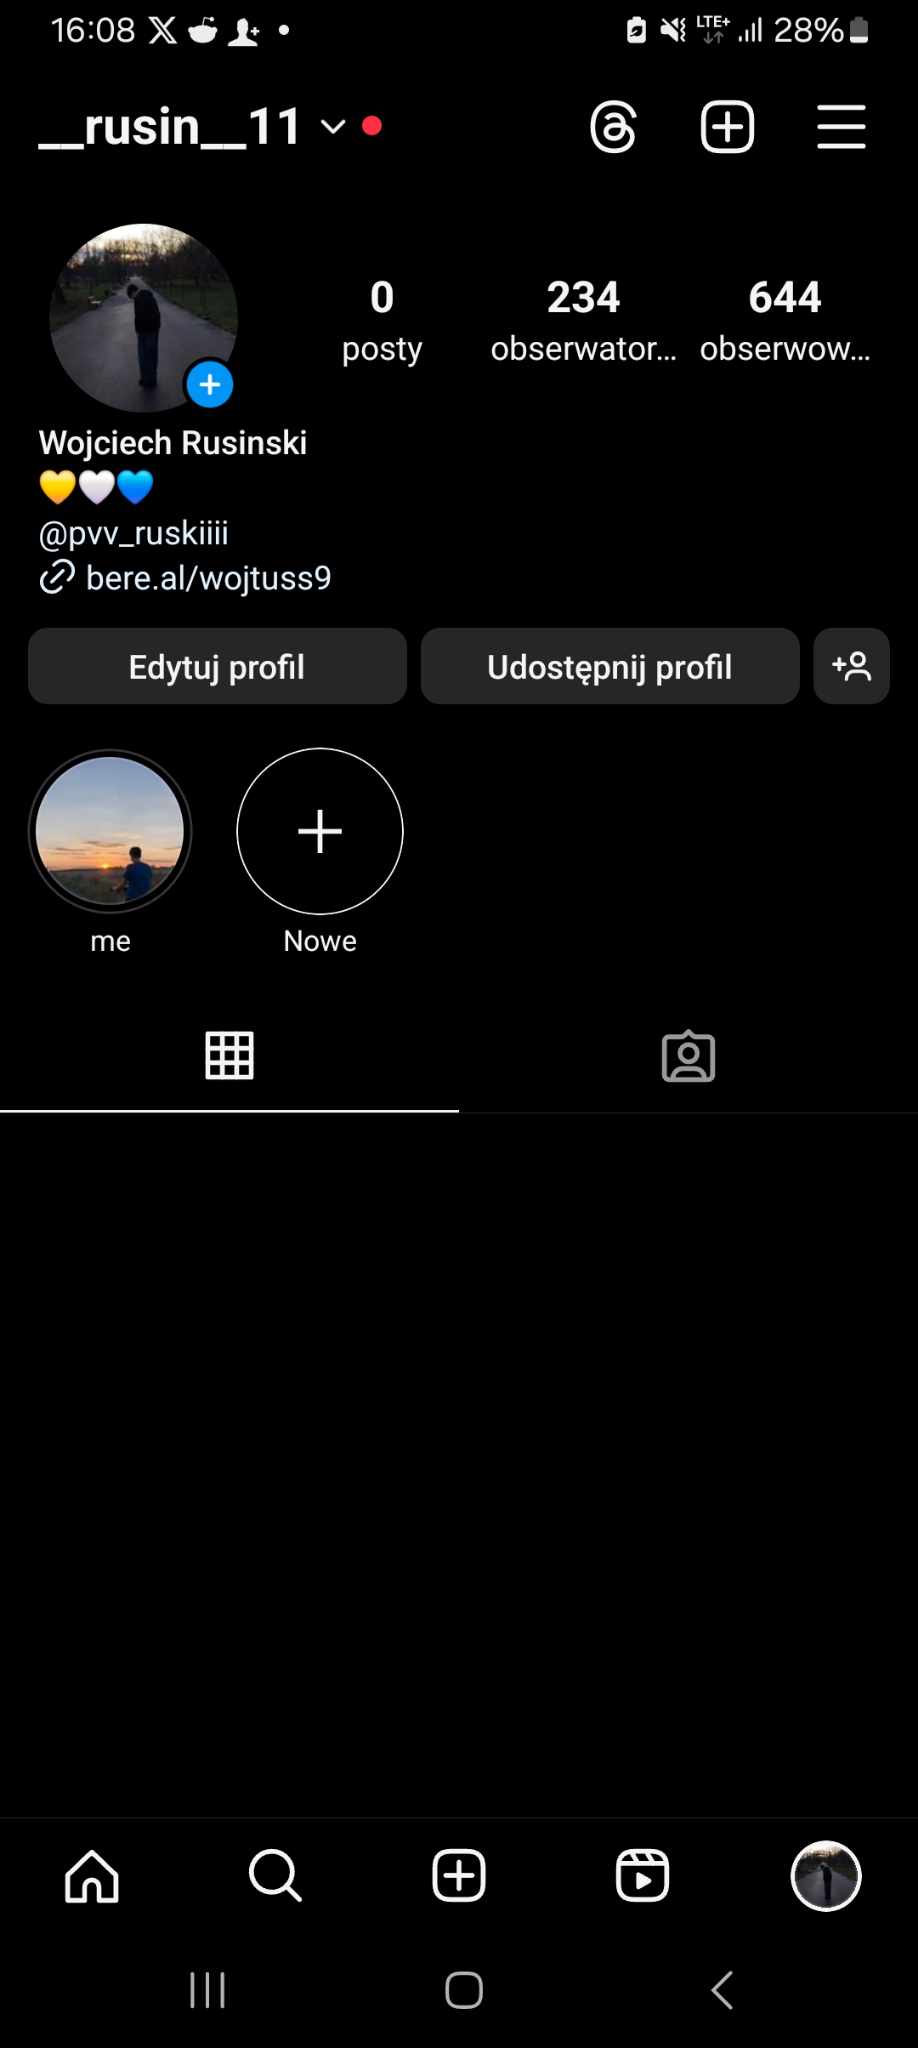 16:08 LTE+ 28%
__rusin__11
0 234 644
posty obserwator... obserwow...
Wojciech Rusinski
💛🤍💙
@pvv_ruskiiii
bere.al/wojtuss9
Edytuj profil Udostępnij profil
me Nowe